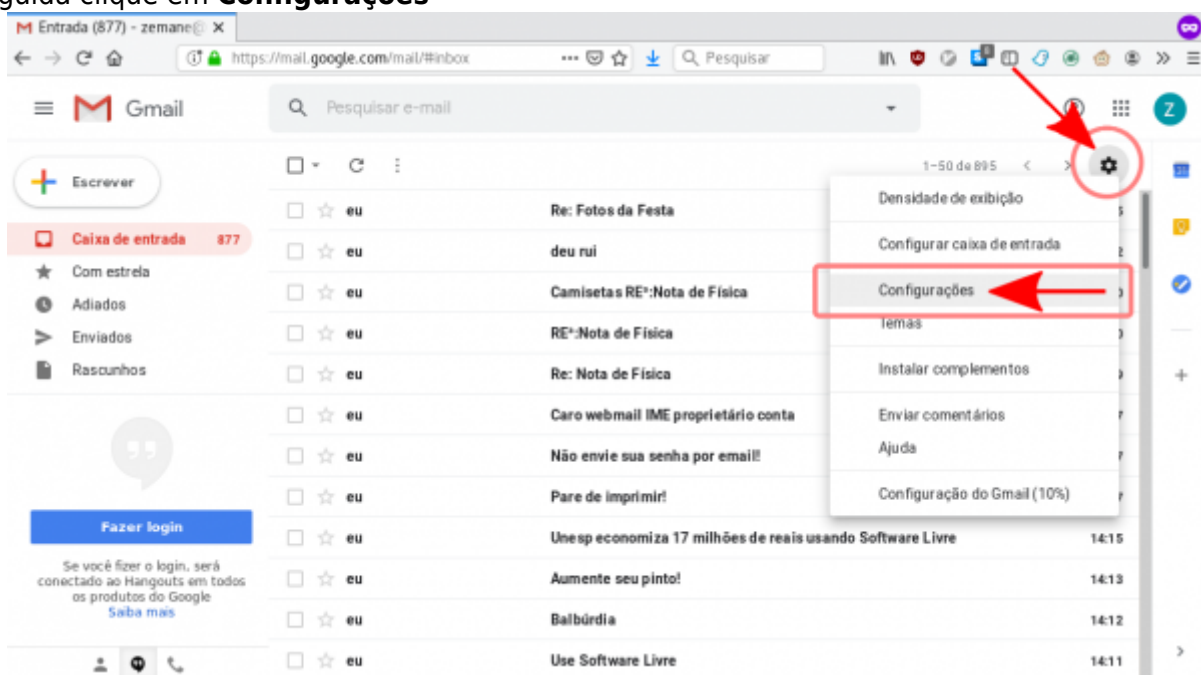 guida clique em Configurações
Entrada (877) - zemane@
https://mail.google.com/mail/#inbox
Pesquisar
Gmail
Pesquisar e-mail
Z
Escrever
1-50 de 895
Densidade de exibição
eu Re: Fotos da Festa
Caixa de entrada 877
Configurar caixa de entrada
eu deu rui
Com estrela
eu Camisetas RE*:Nota de Física
Configurações
Adiados
Temas
Enviados
eu RE*:Nota de Física
Rascunhos
eu Re: Nota de Física
Instalar complementos
eu Caro webmail IME proprietário conta
Enviar comentários
eu Não envie sua senha por email!
Ajuda
eu Pare de imprimir!
Configuração do Gmail (10%)
Fazer login
eu Unesp economiza 17 milhões de reais usando Software Livre 14:15
Se você fizer o login, será
conectado ao Hangouts em todos
os produtos do Google
Saiba mais
eu Aumente seu pinto! 14:13
eu Balbúrdia 14:12
eu Use Software Livre 14:11